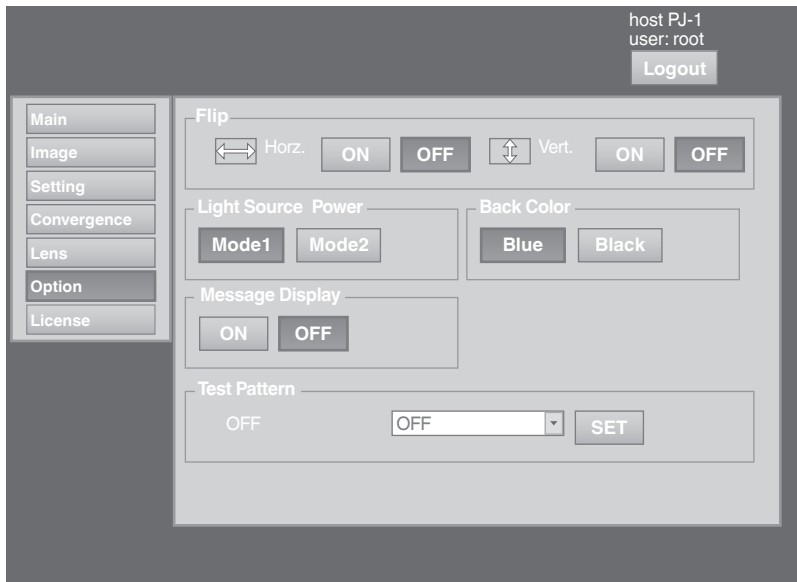 host PJ-1
user: root
Logout
Main
Image
Setting
Convergence
Lens
Option
License
Flip
Horz. ON OFF Vert. ON OFF
Light Source Power
Mode1 Mode2
Back Color
Blue Black
Message Display
ON OFF
Test Pattern
OFF OFF SET